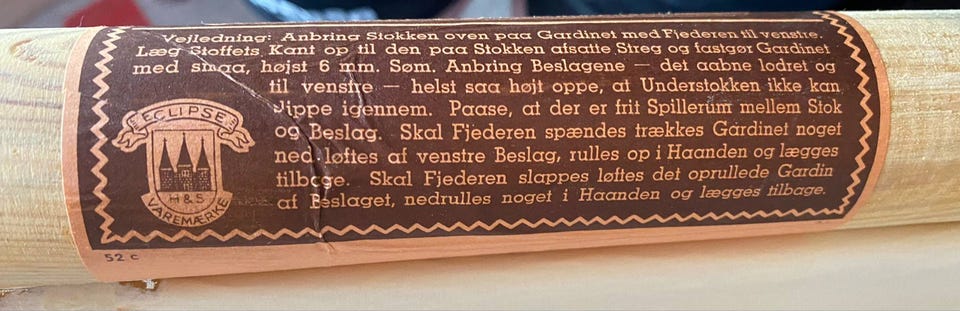 Vejledning: Anbring Stokken oven paa Gardinet med Fjederen til venstre.
Læg Stoffets Kant op til den paa Stokken afsatte Streg og fastgør Gardinet
med smaa, højst 6 mm. Søm. Anbring Beslagene — det aabne lodret og
til venstre — helst saa højt oppe, at Understokken ikke kan
vippe igennem. Paase, at der er frit Spillerum mellem Stok
og Beslag. Skal Fjederen spændes trækkes Gardinet noget
ned, løftes af venstre Beslag, rulles op i Haanden og lægges
tilbage. Skal Fjederen slappes løftes det oprullede Gardin
af Beslaget, nedrulles noget i Haanden og lægges tilbage.
ECLIPSE
H & S
VAREMÆRKE
52 c